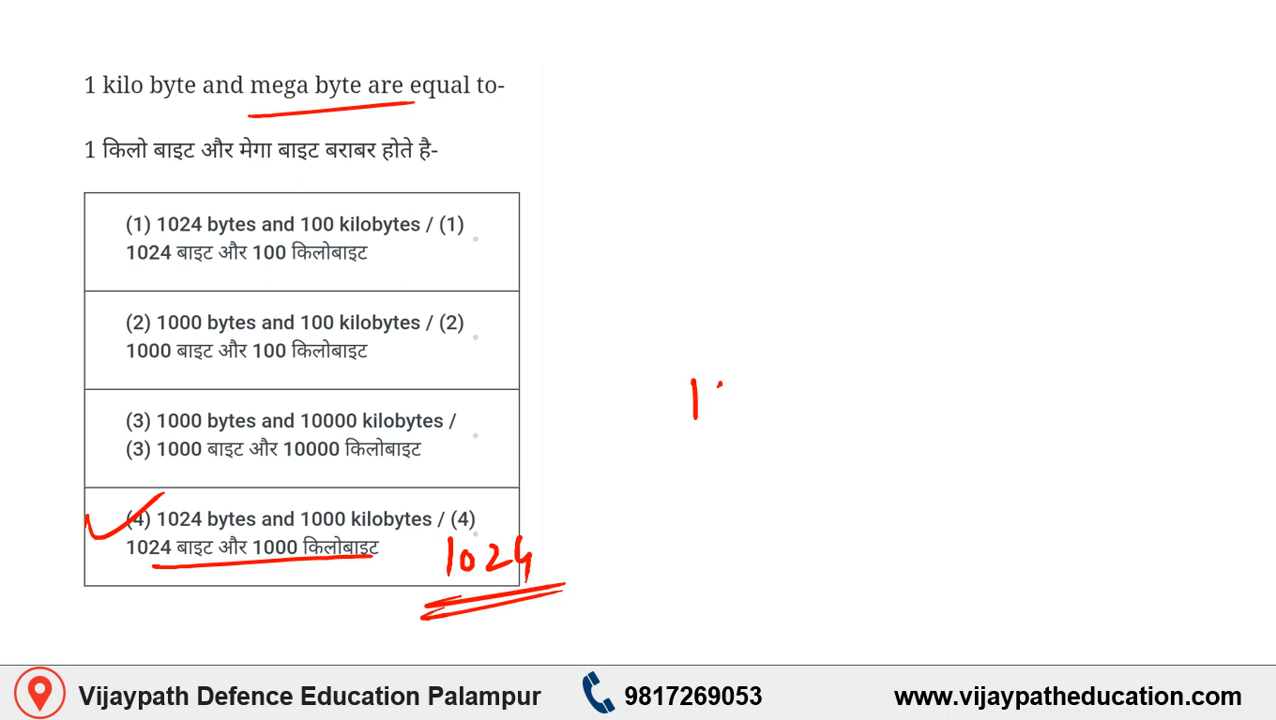 1 kilo byte and mega byte are equal to-
1 किलो बाइट और मेगा बाइट बराबर होते है-
(1) 1024 bytes and 100 kilobytes / (1)
1024 बाइट और 100 किलोबाइट
(2) 1000 bytes and 100 kilobytes / (2)
1000 बाइट और 100 किलोबाइट
(3) 1000 bytes and 10000 kilobytes /
(3) 1000 बाइट और 10000 किलोबाइट
(4) 1024 bytes and 1000 kilobytes / (4)
1024 बाइट और 1000 किलोबाइट
1024
1
Vijaypath Defence Education Palampur
9817269053
www.vijaypatheducation.com